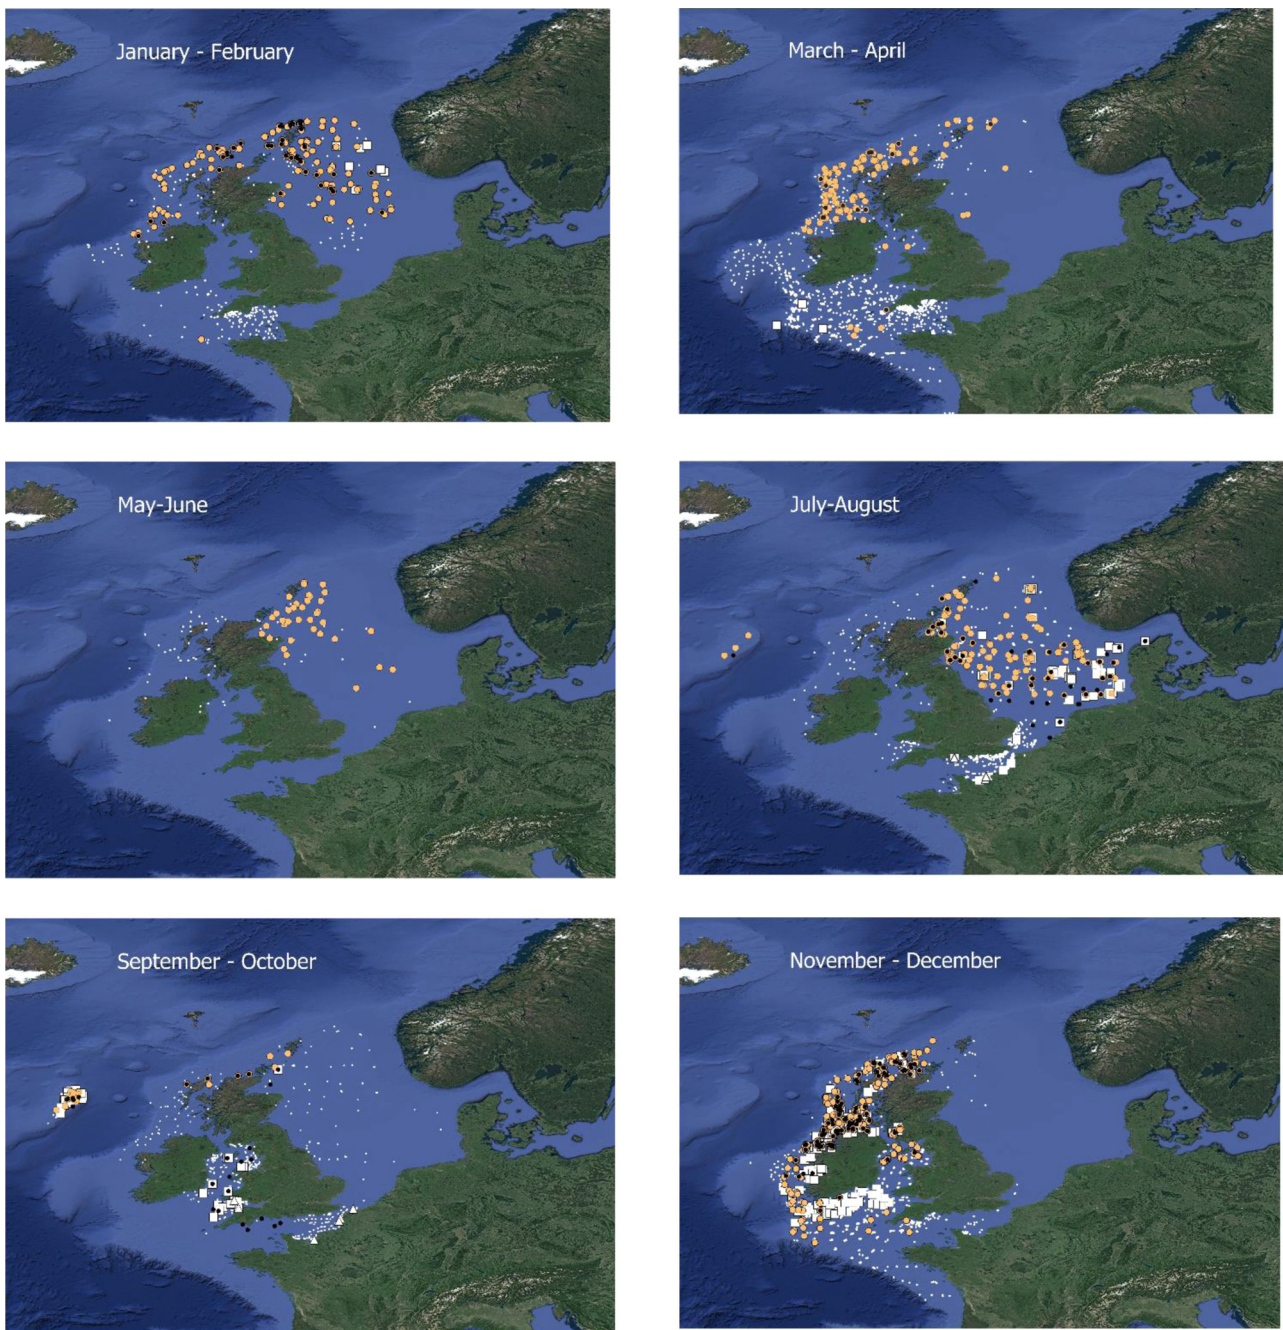 January - February
March - April
May-June
July-August
September - October
November - December